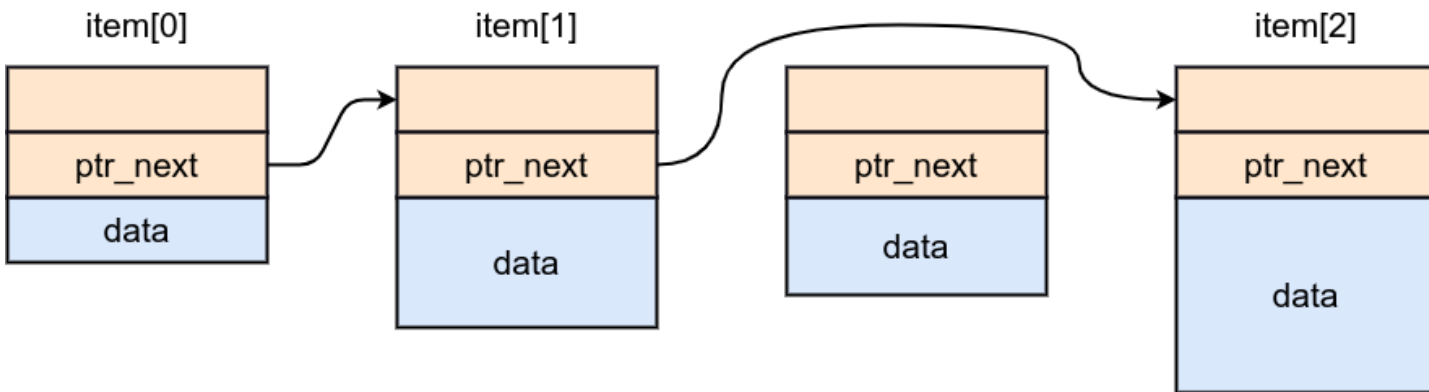 item[0]
item[1]
item[2]
ptr_next
ptr_next
ptr_next
ptr_next
data
data
data
data